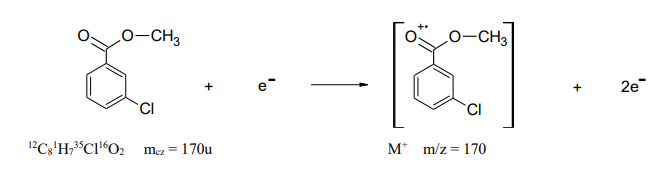 O O−CH₃ O⁺• O−CH₃
Cl + e⁻ Cl + 2e⁻
¹²C₈¹H₇³⁵Cl¹⁶O₂ mcz = 170u M⁺ m/z = 170